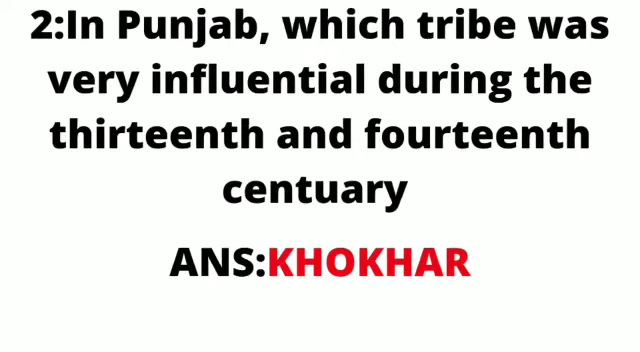 2:In Punjab, which tribe was
very influential during the
thirteenth and fourteenth
centuary
ANS:KHOKHAR